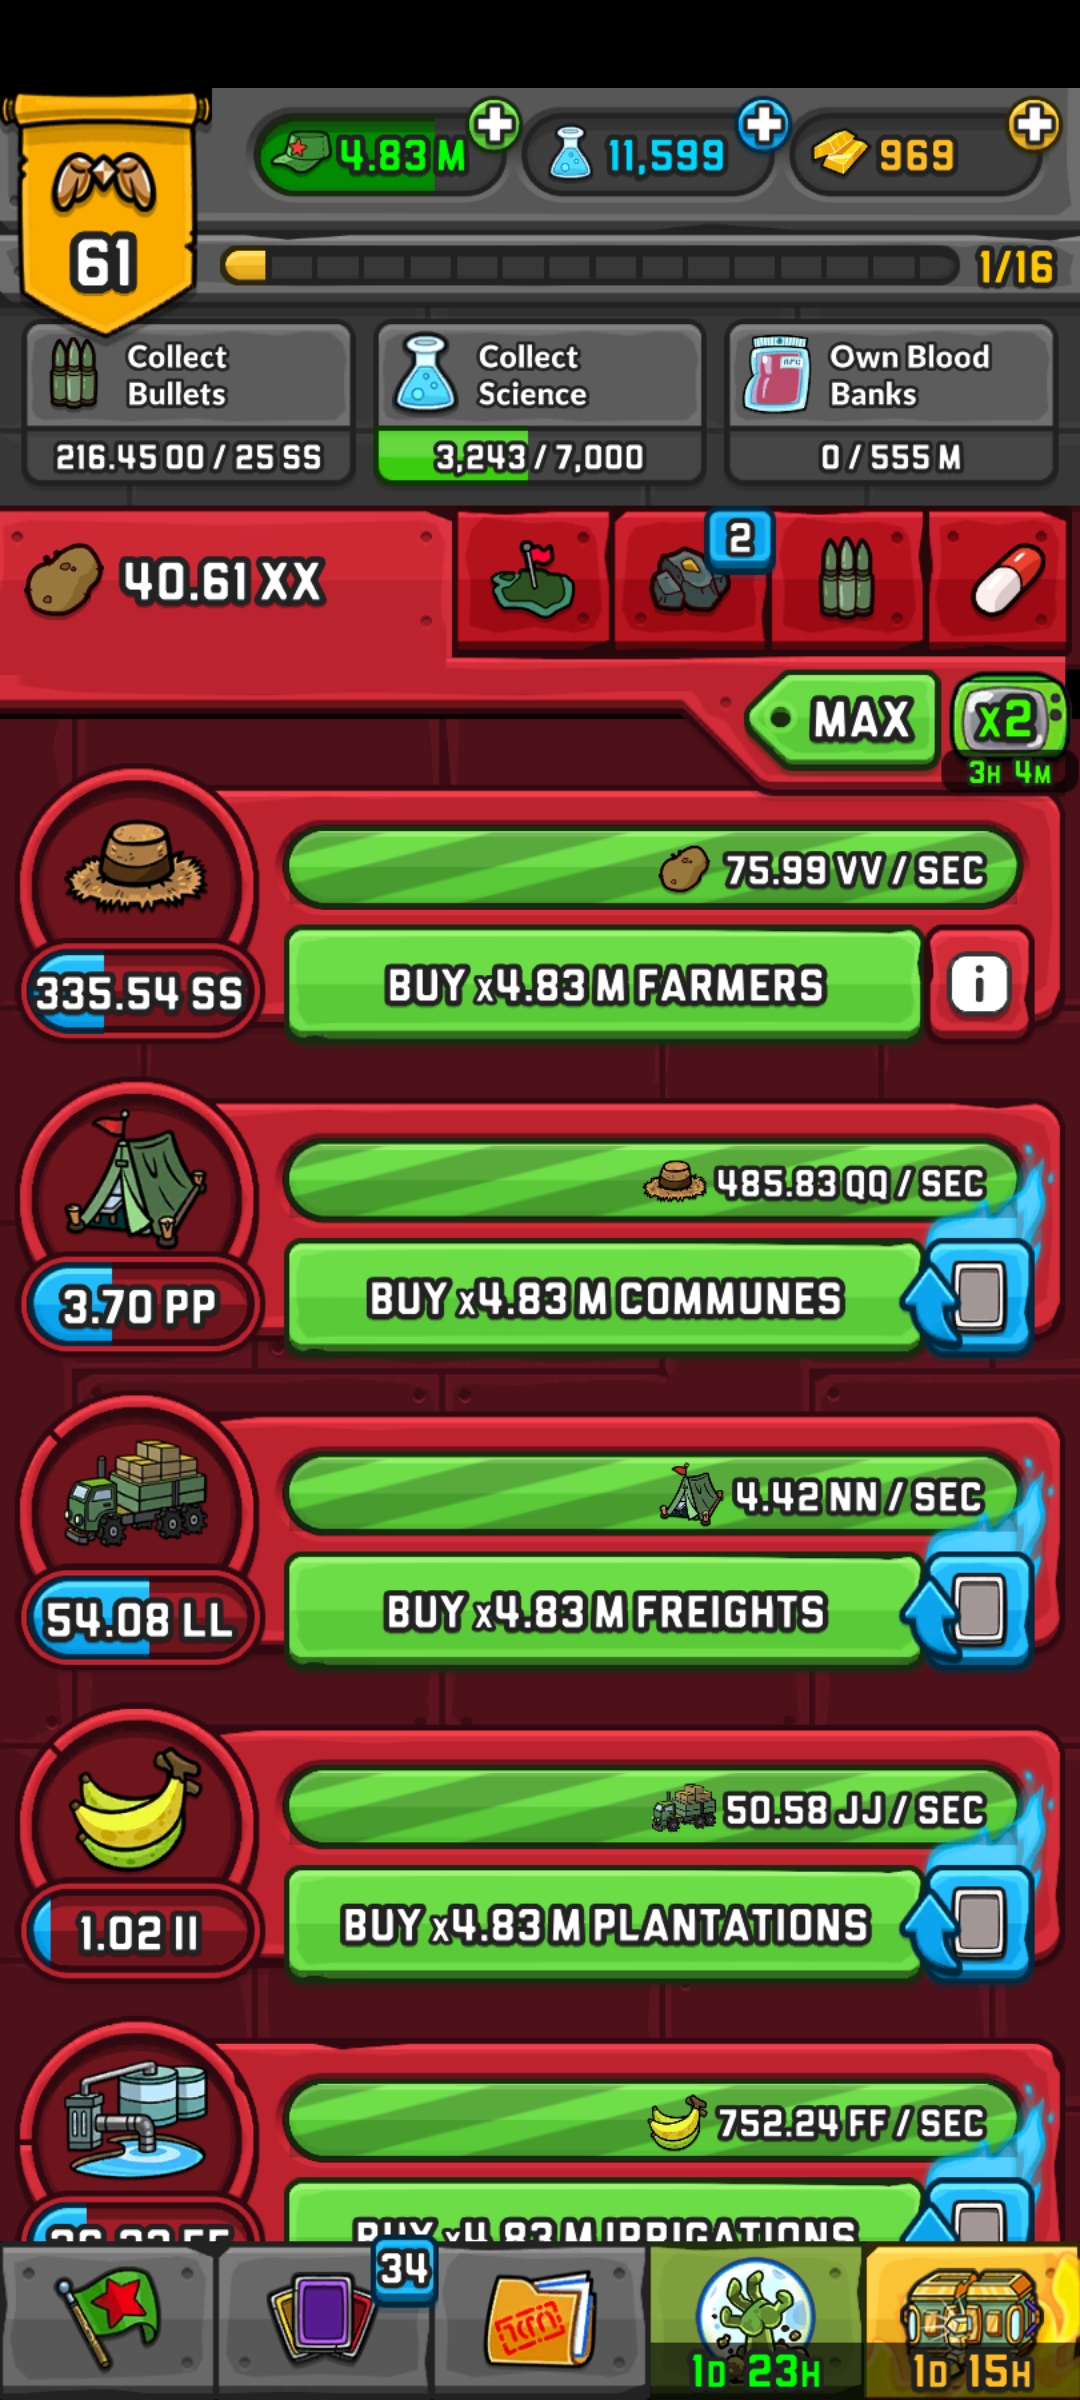 4.83 M
11,599
969
61
1/16
Collect
Bullets
216.45 OO / 25 SS
Collect
Science
3,243 / 7,000
Own Blood
Banks
0 / 555 M
40.61 XX
2
MAX
x2
3H 4M
75.99 VV / SEC
335.54 SS
BUY x4.83 M FARMERS
i
485.83 QQ / SEC
3.70 PP
BUY x4.83 M COMMUNES
4.42 NN / SEC
54.08 LL
BUY x4.83 M FREIGHTS
50.58 JJ / SEC
1.02 II
BUY x4.83 M PLANTATIONS
752.24 FF / SEC
BUY x4.83 M IRRIGATIONS
34
1D 23H
1D 15H